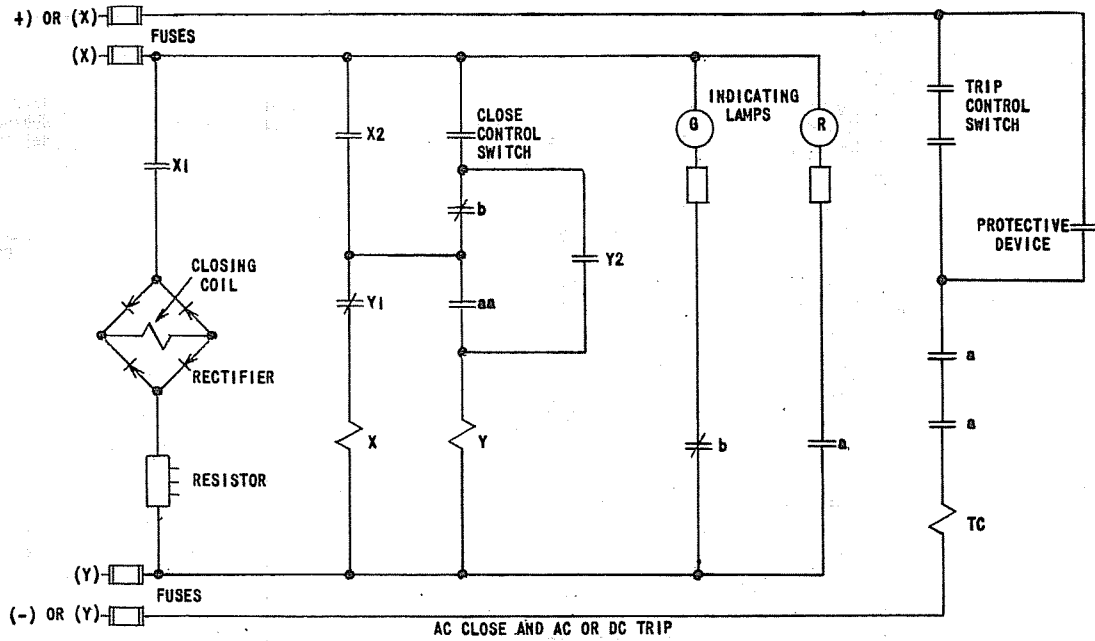 +) OR (X)
FUSES
(X)
X1
X2
CLOSE
CONTROL
SWITCH
INDICATING
LAMPS
G
R
TRIP
CONTROL
SWITCH
b
PROTECTIVE
DEVICE
Y2
CLOSING
COIL
Y1
aa
RECTIFIER
a
a
X
Y
b
a
RESISTOR
TC
(Y)
FUSES
(-) OR (Y)
AC CLOSE AND AC OR DC TRIP